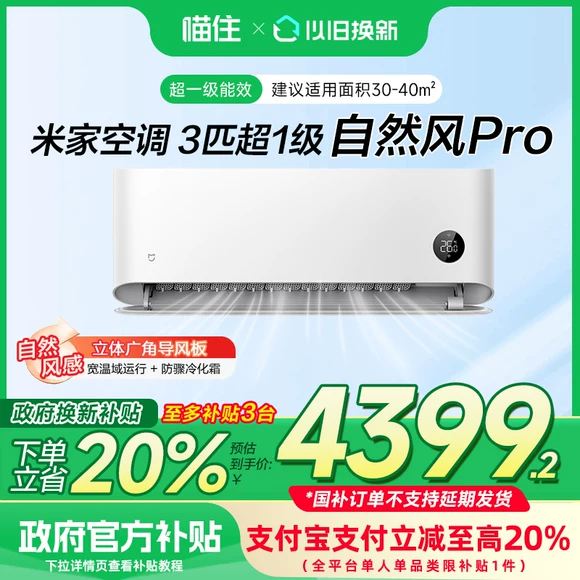 喵住 × 以旧换新
超一级能效 建议适用面积30-40㎡
米家空调 3匹超1级 自然风Pro
26.0
自然风感
立体广角导风板
宽温域运行 + 防骤冷化霜
政府换新补贴 至多补贴3台
下单立省20%
预估到手价:¥4399.2
*国补订单不支持延期发货
政府官方补贴
下拉详情页查看补贴教程
支付宝支付立减至高20%
(全平台单人单品类限补贴1件)